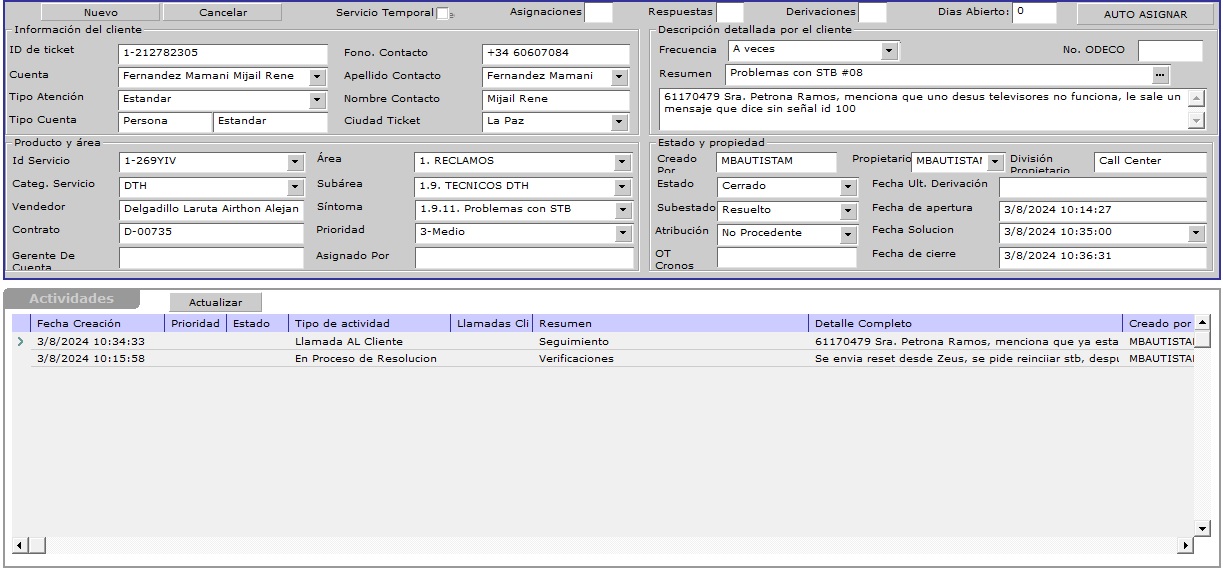 Nuevo Cancelar Servicio Temporal Asignaciones Respuestas Derivaciones Dias Abierto: 0 AUTO ASIGNAR
Información del cliente
ID de ticket 1-212782305 Fono. Contacto +34 60607084
Cuenta Fernandez Mamani Mijail Rene Apellido Contacto Fernandez Mamani
Tipo Atención Estandar Nombre Contacto Mijail Rene
Tipo Cuenta Persona Estandar Ciudad Ticket La Paz
Descripción detallada por el cliente
Frecuencia A veces No. ODECO
Resumen Problemas con STB #08 ...
61170479 Sra. Petrona Ramos, menciona que uno desus televisores no funciona, le sale un
mensaje que dice sin señal id 100
Producto y área
Id Servicio 1-269YIV Área 1. RECLAMOS
Categ. Servicio DTH Subárea 1.9. TECNICOS DTH
Vendedor Delgadillo Laruta Airthon Alejan Síntoma 1.9.11. Problemas con STB
Contrato D-00735 Prioridad 3-Medio
Gerente De Asignado Por
Cuenta
Estado y propiedad
Creado MBAUTISTAM Propietario MBAUTISTAM División Call Center
Por Propietario
Estado Cerrado Fecha Ult. Derivación
Subestado Resuelto Fecha de apertura 3/8/2024 10:14:27
Atribución No Procedente Fecha Solucion 3/8/2024 10:35:00
OT Fecha de cierre 3/8/2024 10:36:31
Cronos
Actividades Actualizar
Fecha Creación Prioridad Estado Tipo de actividad Llamadas Cli Resumen Detalle Completo Creado por
3/8/2024 10:34:33 Llamada AL Cliente Seguimiento 61170479 Sra. Petrona Ramos, menciona que ya esta MBAUTISTAM
3/8/2024 10:15:58 En Proceso de Resolucion Verificaciones Se envia reset desde Zeus, se pide reinciiar stb, despu MBAUTISTAM